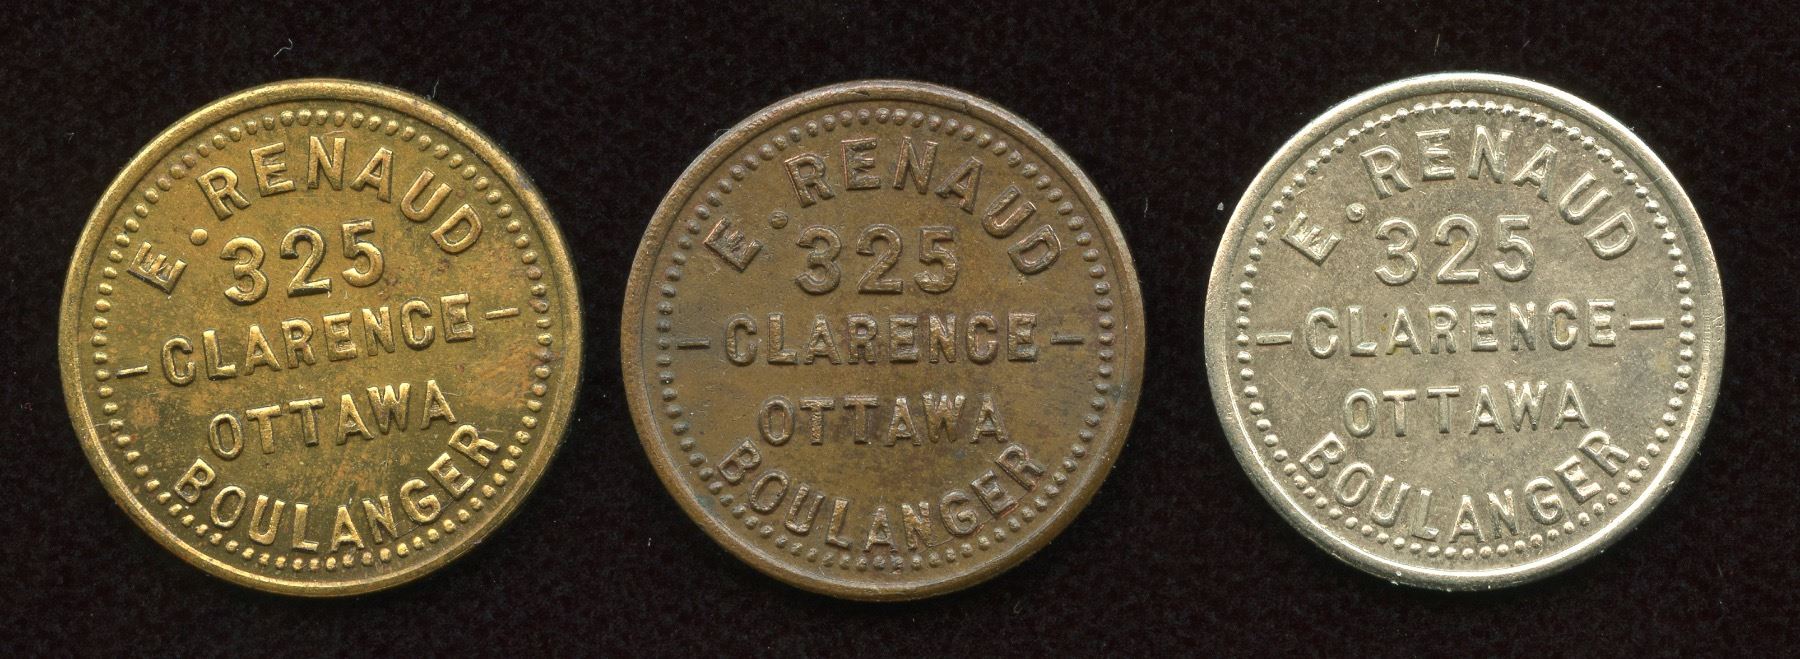 E. RENAUD
325
-CLARENCE-
OTTAWA
BOULANGER
E. RENAUD
325
-CLARENCE-
OTTAWA
BOULANGER
E. RENAUD
325
-CLARENCE-
OTTAWA
BOULANGER